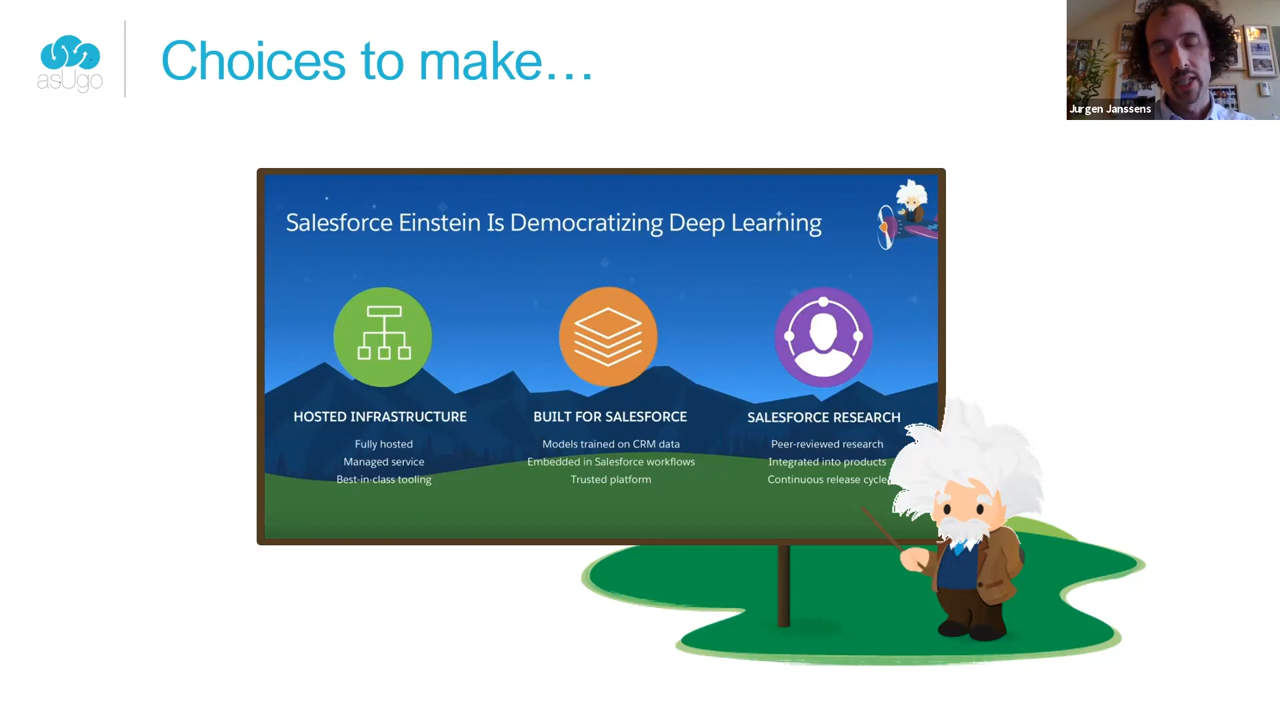 asUgo
Choices to make…
Jurgen Janssens
Salesforce Einstein Is Democratizing Deep Learning
HOSTED INFRASTRUCTURE
Fully hosted
Managed service
Best-in-class tooling
BUILT FOR SALESFORCE
Models trained on CRM data
Embedded in Salesforce workflows
Trusted platform
SALESFORCE RESEARCH
Peer-reviewed research
Integrated into products
Continuous release cycle